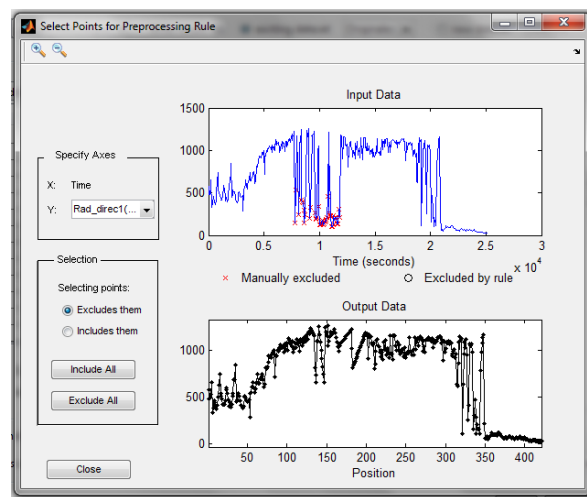 Select Points for Preprocessing Rule
Specify Axes
X: Time
Y: Rad_direc1(...
Selection
Selecting points:
Excludes them
Includes them
Include All
Exclude All
Close
Input Data
1500
1000
500
0
0 0.5 1 1.5 2 2.5 3
Time (seconds)
x 10^4
Manually excluded
Excluded by rule
Output Data
1000
500
0
50 100 150 200 250 300 350 400
Position